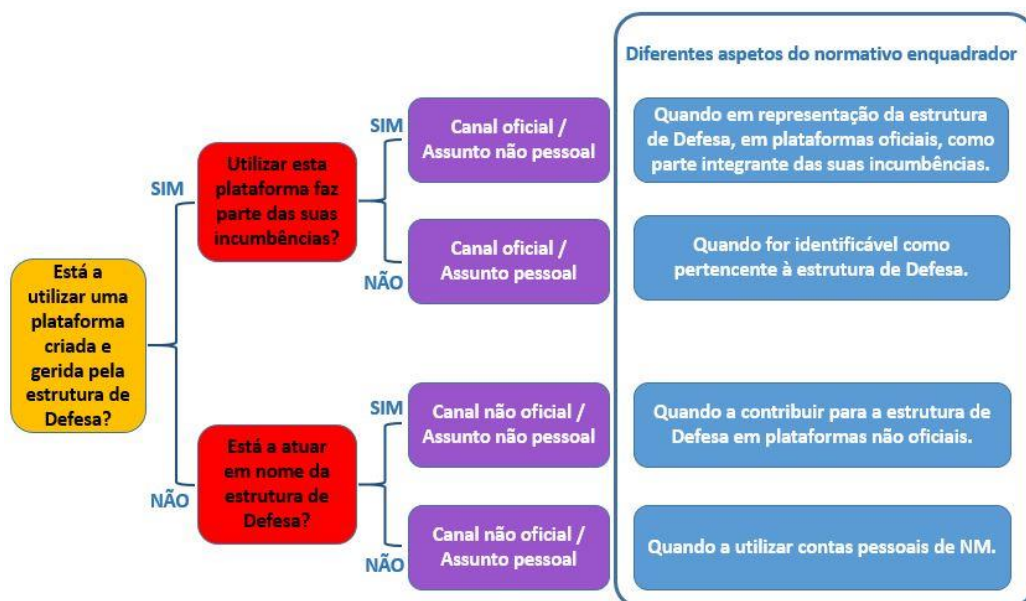 Diferentes aspetos do normativo enquadrador
Está a
utilizar uma
plataforma
criada e
gerida pela
estrutura de
Defesa?
SIM
Utilizar esta
plataforma faz
parte das suas
incumbências?
SIM
Canal oficial /
Assunto não pessoal
Quando em representação da estrutura
de Defesa, em plataformas oficiais, como
parte integrante das suas incumbências.
NÃO
Canal oficial /
Assunto pessoal
Quando for identificável como
pertencente à estrutura de Defesa.
NÃO
Está a atuar
em nome da
estrutura de
Defesa?
SIM
Canal não oficial /
Assunto não pessoal
Quando a contribuir para a estrutura de
Defesa em plataformas não oficiais.
NÃO
Canal não oficial /
Assunto pessoal
Quando a utilizar contas pessoais de NM.